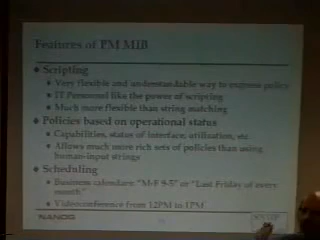 Features of PM MIB
Scripting
Very flexible and understandable way to express policy
IT Personnel like the power of scripting
Much more flexible than string matching
Policies based on operational status
Capabilities, status of interface, utilization, etc.
Allows much more rich sets of policies than using
human-input strings
Scheduling
Business calendars: "M-F 9-5" or "Last Friday of every
month"
Videoconference from 12PM to 1PM
NANOG